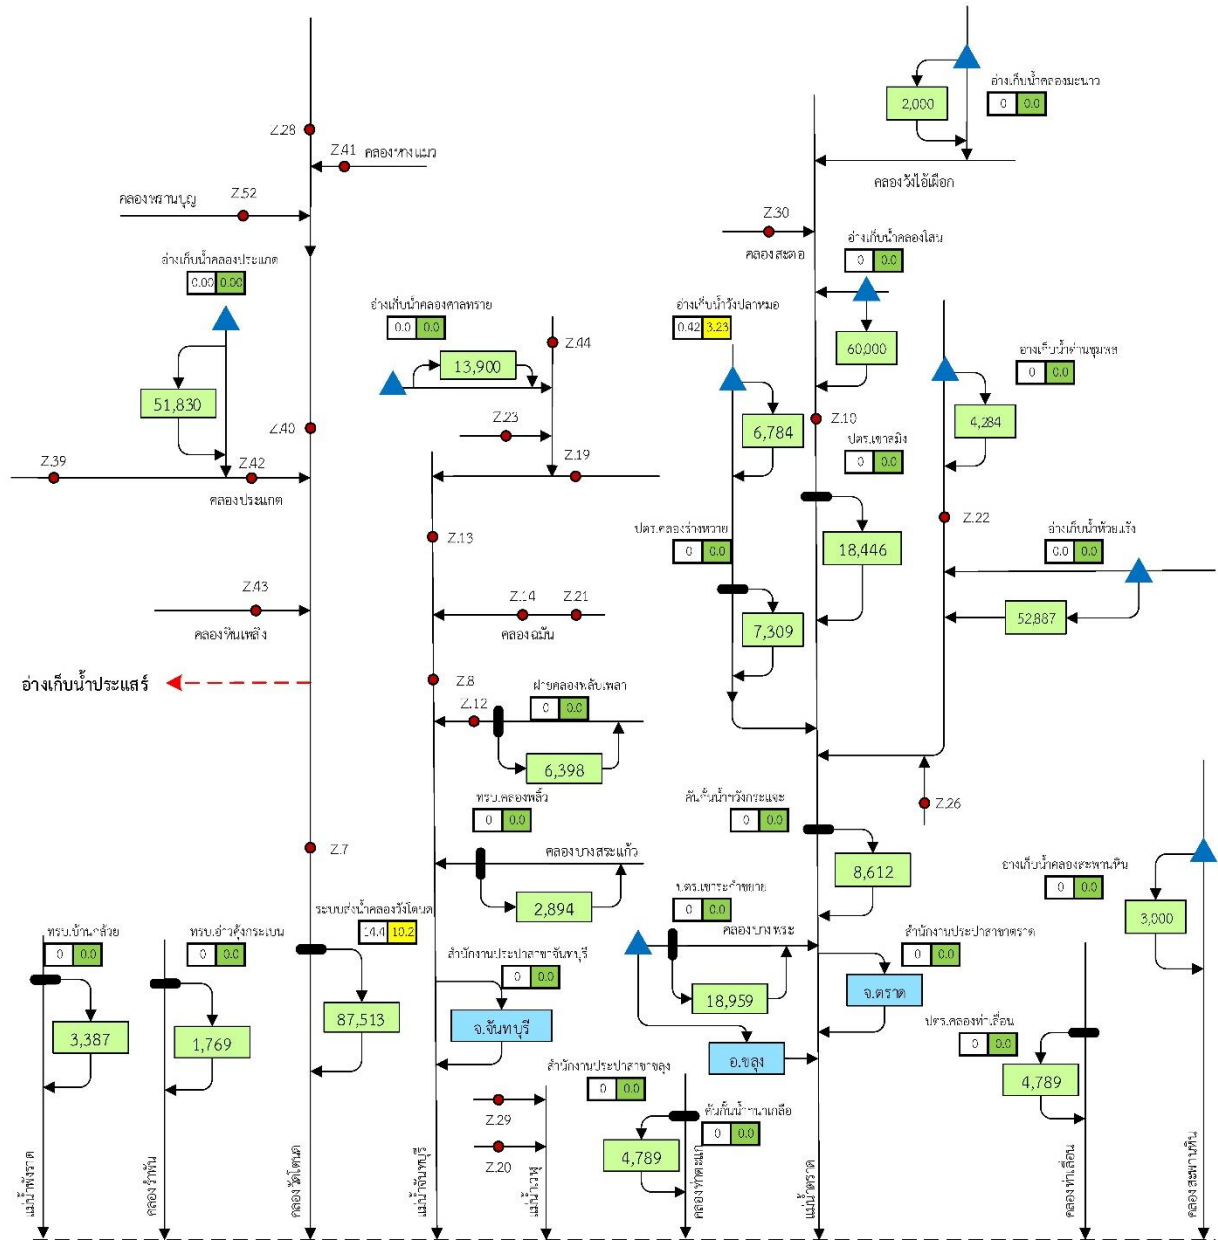 อ่างเก็บน้ำคลองมะนาว
0 0.0
2,000
คลองวังไอ้เผือก
Z.28
Z.41
คลองหางแมว
คลองพรานบุญ
Z.52
Z.30
คลองสะตอ
อ่างเก็บน้ำคลองโสน
0 0.0
60,000
อ่างเก็บน้ำคลองประแกด
0.00 0.00
51,830
อ่างเก็บน้ำคลองศาลทราย
0.0 0.0
13,900
Z.44
อ่างเก็บน้ำวังปลาหมอ
0.42 3.23
6,784
อ่างเก็บน้ำด่านชุมพล
0 0.0
4,284
Z.40
Z.23
Z.10
ปตร.เขาสมิง
0 0.0
18,446
Z.39
Z.42
คลองประแกต
Z.19
Z.13
ปตร.คลองร่างหวาย
0 0.0
7,309
Z.22
อ่างเก็บน้ำห้วยแร้ง
0.0 0.0
52,887
Z.43
คลองหินเพลิง
Z.14
Z.21
คลองฉมัน
อ่างเก็บน้ำประแสร์
Z.8
Z.12
ฝายคลองพลับเพลา
0 0.0
6,398
ทรบ.คลองพลิ้ว
0 0.0
คลองบางสระแก้ว
2,894
Z.7
คันกั้นน้ำฯวังกระแจะ
0 0.0
8,612
Z.26
อ่างเก็บน้ำคลองสะพานหิน
0 0.0
3,000
ทรบ.บ้านกล้วย
0 0.0
3,387
ทรบ.อ่าวคุ้งกระเบน
0 0.0
1,769
ระบบส่งน้ำคลองวังโตนด
14.4 10.2
87,513
สำนักงานประปาสาขาจันทบุรี
0 0.0
จ.จันทบุรี
ปตร.เขาระกำขยาย
0 0.0
คลองบางพระ
18,959
อ.ขลุง
สำนักงานประปาสาขาตราด
0 0.0
จ.ตราด
ปตร.คลองท่าเลื่อน
0 0.0
4,789
Z.29
Z.20
สำนักงานประปาสาขาขลุง
0 0.0
4,789
คันกั้นน้ำฯนาเกลือ
0 0.0
แม่น้ำพังราด
คลองรำพัน
คลองวังโตนด
แม่น้ำจันทบุรี
แม่น้ำเวฬุ
คลองท่าตะแก
แม่น้ำตราด
คลองท่าเลื่อน
คลองสะพานหิน